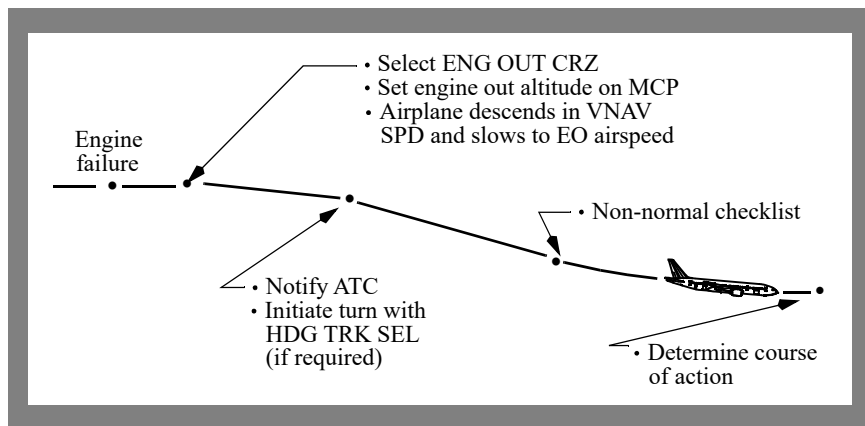 Engine
failure
• Select ENG OUT CRZ
• Set engine out altitude on MCP
• Airplane descends in VNAV
SPD and slows to EO airspeed
• Notify ATC
• Initiate turn with
HDG TRK SEL
(if required)
• Non-normal checklist
• Determine course
of action